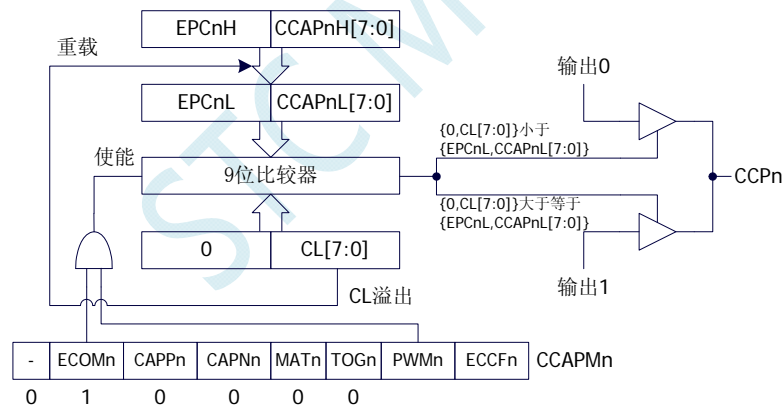 EPCnH CCAPnH[7:0]
重载
输出0
EPCnL CCAPnL[7:0]
{0,CL[7:0]}小于
{EPCnL,CCAPnL[7:0]}
使能
9位比较器
CCPn
{0,CL[7:0]}大于等于
{EPCnL,CCAPnL[7:0]}
0 CL[7:0]
输出1
CL溢出
- ECOMn CAPPn CAPNn MATn TOGn PWMn ECCFn CCAPMn
0 1 0 0 0 0
STC MCU